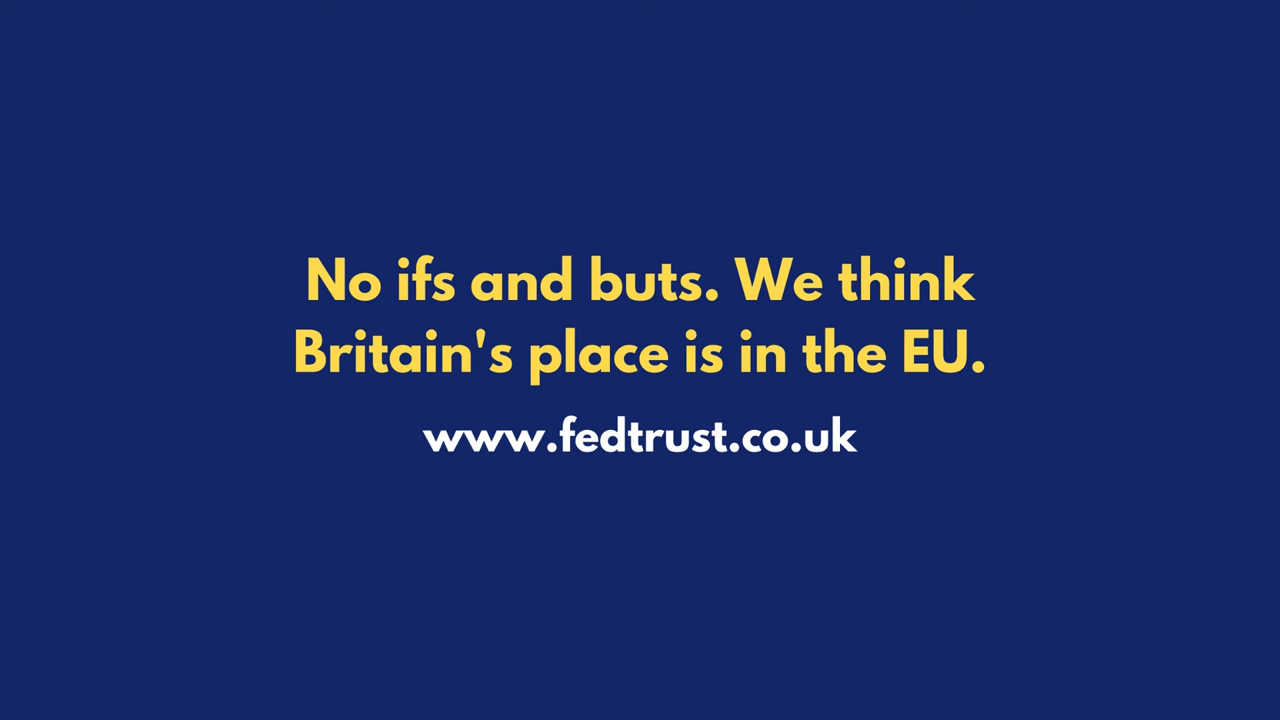 No ifs and buts. We think
Britain's place is in the EU.
www.fedtrust.co.uk